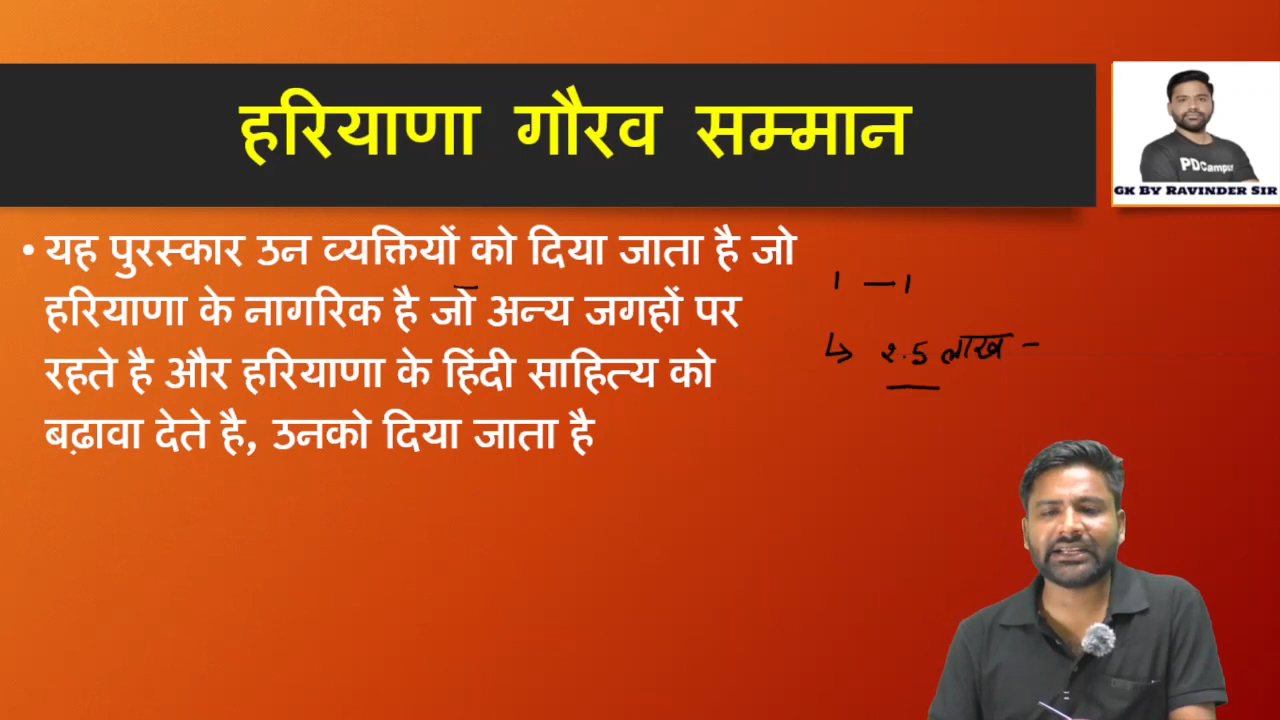 हरियाणा गौरव सम्मान
PDCampus
GK By Ravinder Sir
• यह पुरस्कार उन व्यक्तियों को दिया जाता है जो
हरियाणा के नागरिक है जो अन्य जगहों पर
रहते है और हरियाणा के हिंदी साहित्य को
बढ़ावा देते है, उनको दिया जाता है
1 — 1
↳ २.5 लाख -